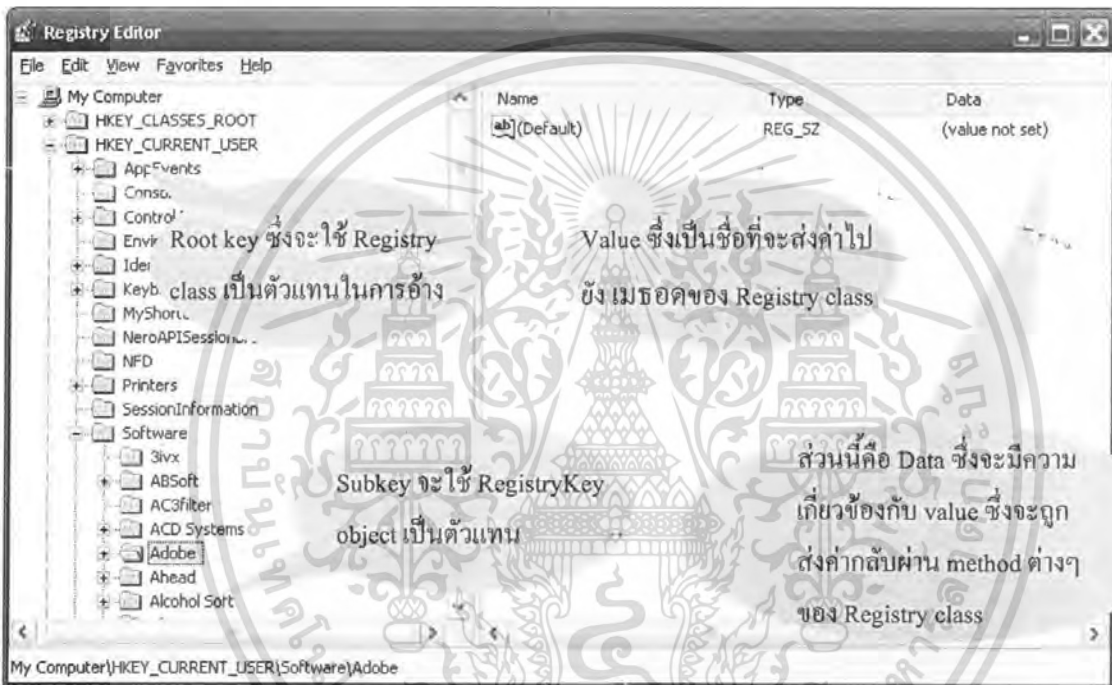 Registry Editor
File Edit View Favorites Help
My Computer
HKEY_CLASSES_ROOT
HKEY_CURRENT_USER
AppEvents
Control
NeroAPISession
NFD
Printers
SessionInformation
Software
3ivx
ABSoft
AC3filter
ACD Systems
Adobe
Ahead
Alcohol Soft
Name Type Data
(Default) REG_SZ (value not set)
Root key ซึ่งจะใช้ Registry
class เป็นตัวแทนในการอ้าง
Value ซึ่งเป็นชื่อที่จะส่งค่าไป
ยัง เมธอดของ Registry class
Subkey จะใช้ RegistryKey
object เป็นตัวแทน
ส่วนนี้คือ Data ซึ่งจะมีความ
เกี่ยวข้องกับ value ซึ่งจะถูก
ส่งค่ากลับผ่าน method ต่างๆ
ของ Registry class
My Computer\HKEY_CURRENT_USER\Software\Adobe